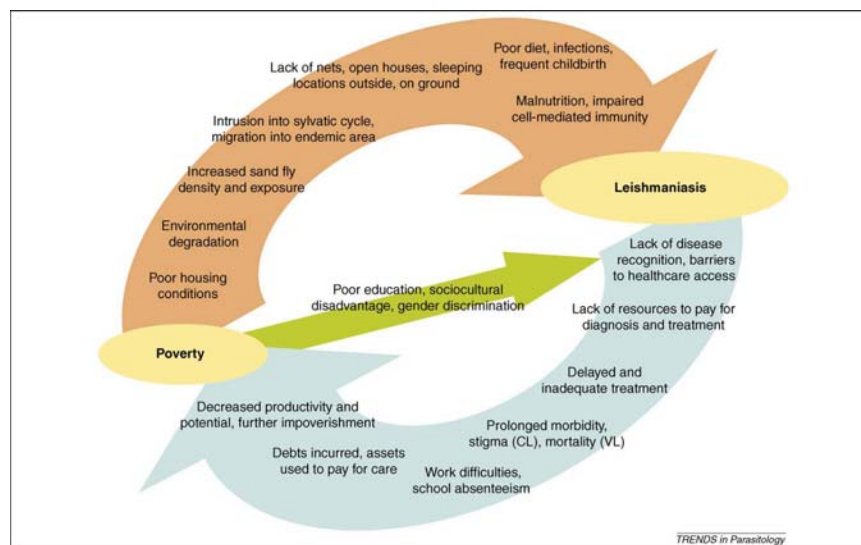 Poor diet, infections,
frequent childbirth
Lack of nets, open houses, sleeping
locations outside, on ground
Malnutrition, impaired
cell-mediated immunity
Intrusion into sylvatic cycle,
migration into endemic area
Increased sand fly
density and exposure
Leishmaniasis
Environmental
degradation
Lack of disease
recognition, barriers
to healthcare access
Poor housing
conditions
Poor education, sociocultural
disadvantage, gender discrimination
Lack of resources to pay for
diagnosis and treatment
Poverty
Delayed and
inadequate treatment
Decreased productivity and
potential, further impoverishment
Prolonged morbidity,
stigma (CL), mortality (VL)
Debts incurred, assets
used to pay for care
Work difficulties,
school absenteeism
TRENDS in Parasitology